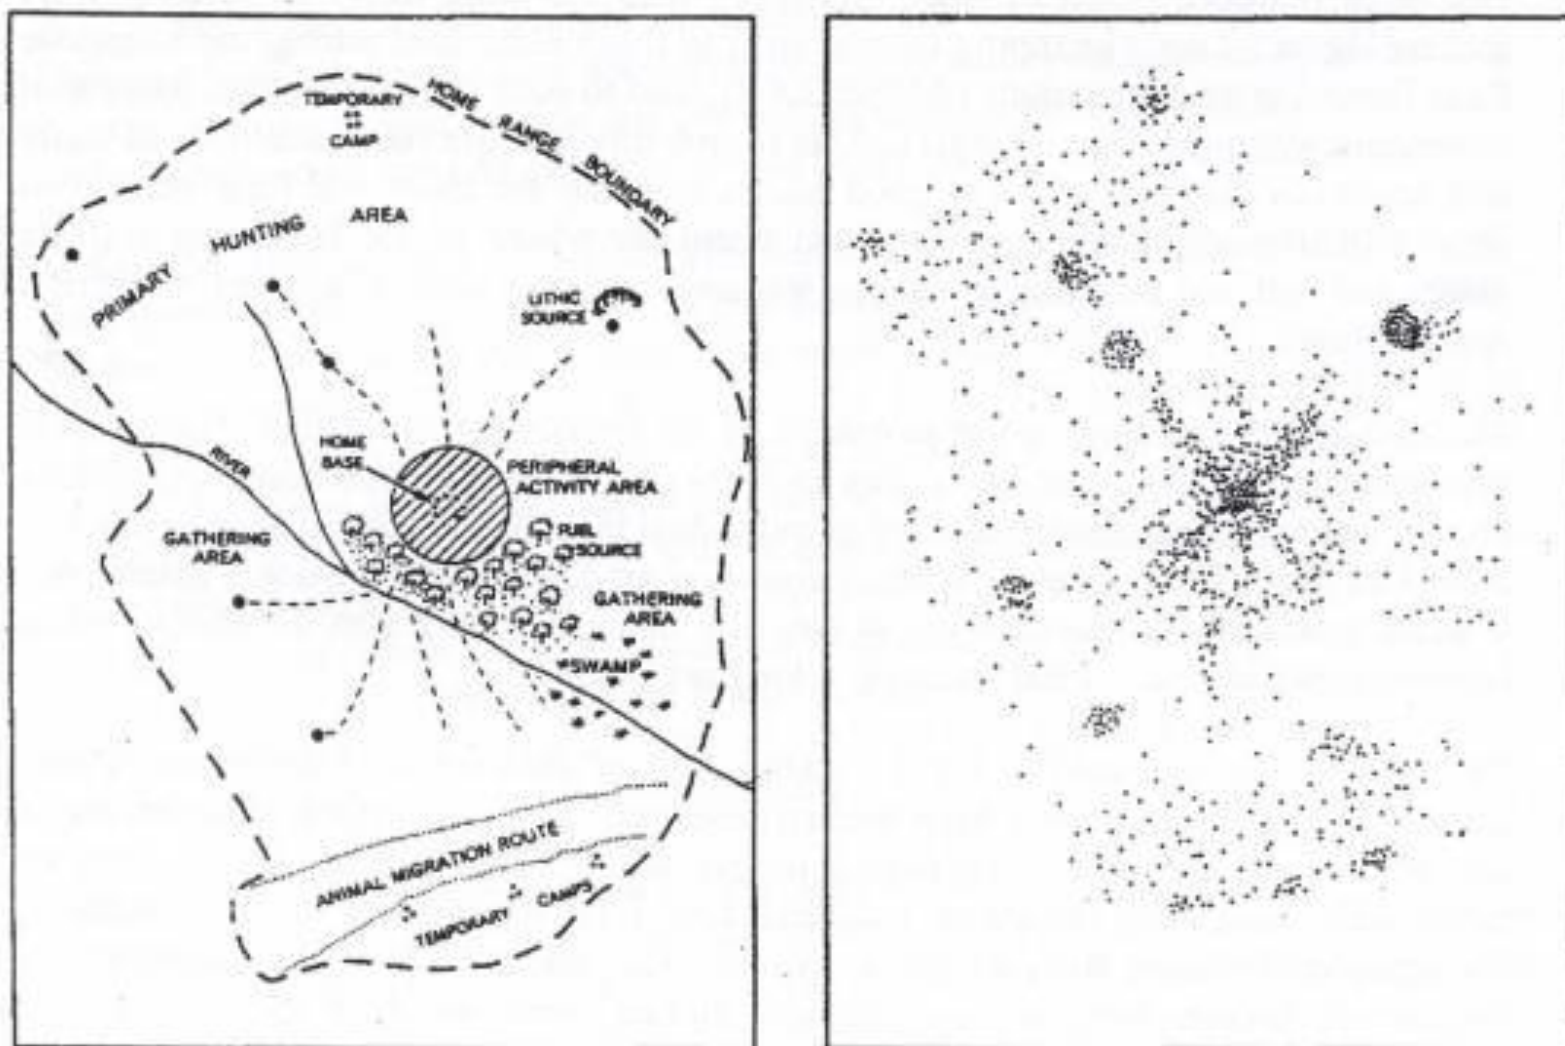 TEMPORARY
CAMP
HOME RANGE BOUNDARY
PRIMARY HUNTING AREA
LITHIC
SOURCE
HOME
BASE
PERIPHERAL
ACTIVITY AREA
RIVER
FUEL
SOURCE
GATHERING
AREA
GATHERING
AREA
SWAMP
ANIMAL MIGRATION ROUTE
TEMPORARY CAMPS